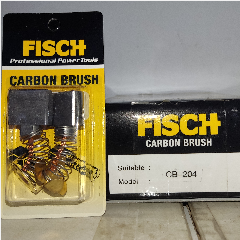 FISCH
Professional Power Tools
CARBON BRUSH
FISCH
CARBON BRUSH
Suitable :
Model : CB-204